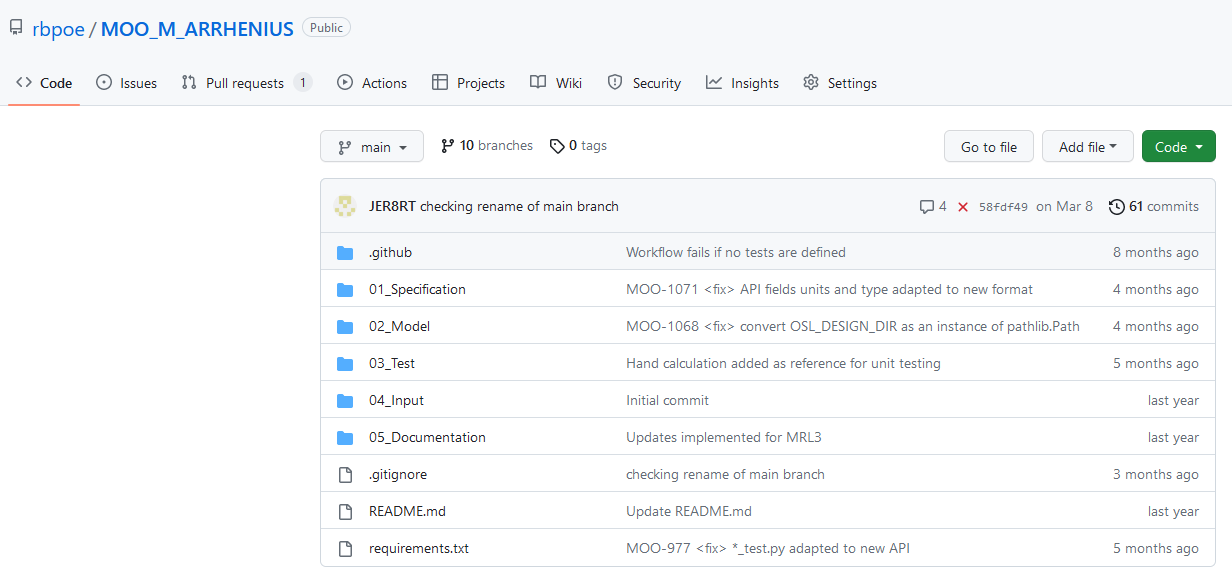 rbpoe / MOO_M_ARRHENIUS Public
Code Issues Pull requests 1 Actions Projects Wiki Security Insights Settings
main 10 branches 0 tags Go to file Add file Code
JER8RT checking rename of main branch 4 58fdf49 on Mar 8 61 commits
.github Workflow fails if no tests are defined 8 months ago
01_Specification MOO-1071 <fix> API fields units and type adapted to new format 4 months ago
02_Model MOO-1068 <fix> convert OSL_DESIGN_DIR as an instance of pathlib.Path 4 months ago
03_Test Hand calculation added as reference for unit testing 5 months ago
04_Input Initial commit last year
05_Documentation Updates implemented for MRL3 last year
.gitignore checking rename of main branch 3 months ago
README.md Update README.md last year
requirements.txt MOO-977 <fix> *_test.py adapted to new API 5 months ago